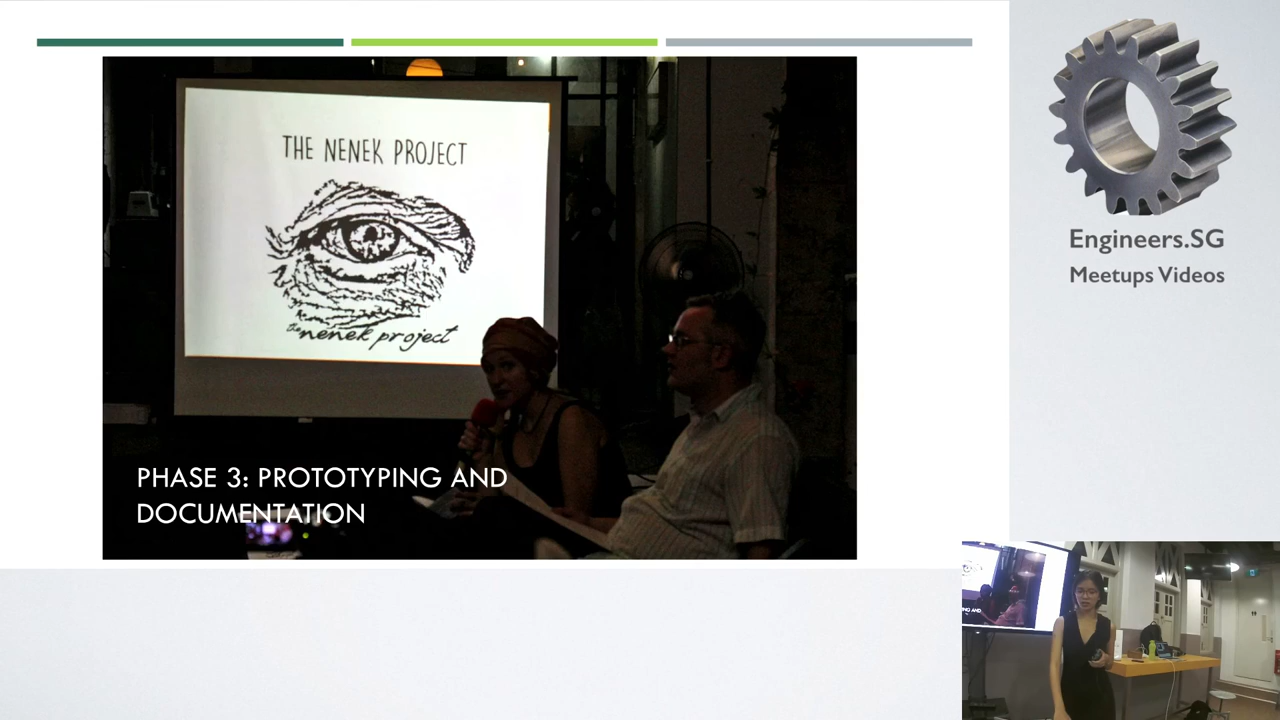 THE NENEK PROJECT
the nenek project
PHASE 3: PROTOTYPING AND
DOCUMENTATION
Engineers.SG
Meetups Videos